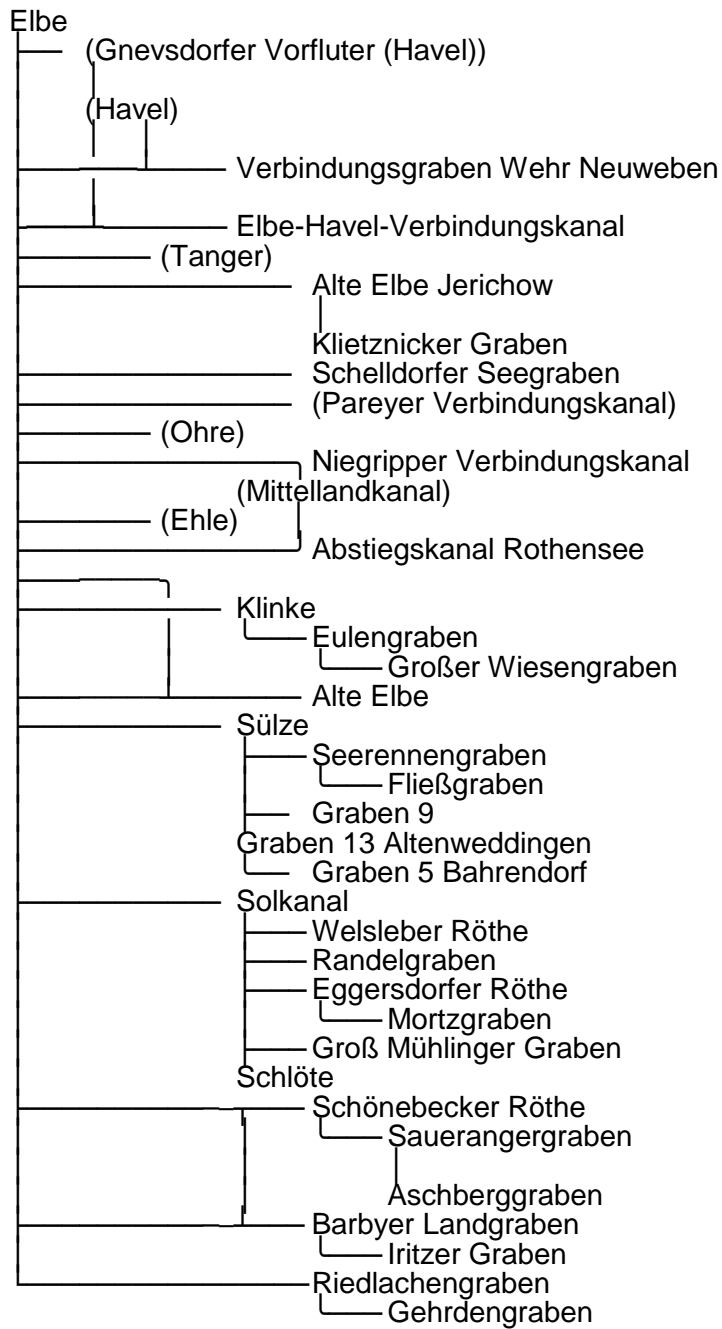 Elbe
(Gnevsdorfer Vorfluter (Havel))
(Havel)
Verbindungsgraben Wehr Neuweben
Elbe-Havel-Verbindungskanal
(Tanger)
Alte Elbe Jerichow
Klietznicker Graben
Schelldorfer Seegraben
(Pareyer Verbindungskanal)
(Ohre)
Niegripper Verbindungskanal
(Mittellandkanal)
(Ehle)
Abstiegskanal Rothensee
Klinke
Eulengraben
Großer Wiesengraben
Alte Elbe
Sülze
Seerennengraben
Fließgraben
Graben 9
Graben 13 Altenweddingen
Graben 5 Bahrendorf
Solkanal
Welsleber Röthe
Randelgraben
Eggersdorfer Röthe
Mortzgraben
Groß Mühlinger Graben
Schlöte
Schönebecker Röthe
Sauerangergraben
Aschberggraben
Barbyer Landgraben
Iritzer Graben
Riedlachengraben
Gehrdengraben